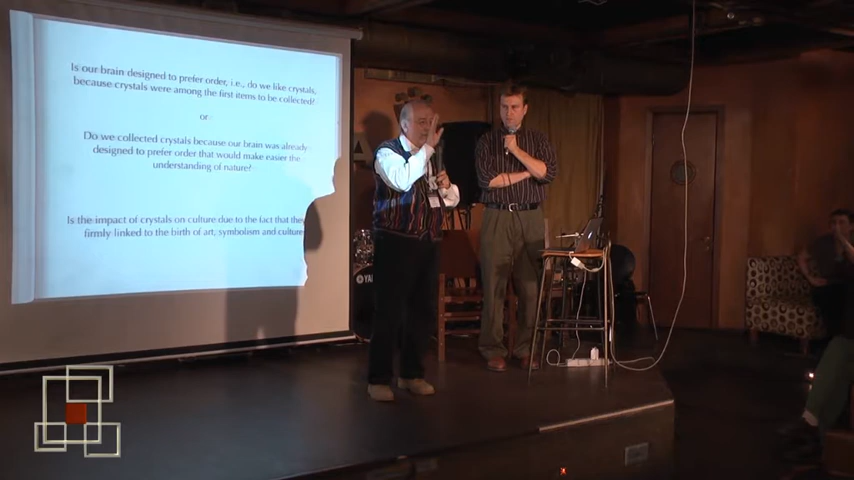 Is our brain designed to prefer order, i.e., do we like crystals,
because crystals were among the first items to be collected?
or
Do we collected crystals because our brain was already
designed to prefer order that would make easier the
understanding of nature?
Is the impact of crystals on culture due to the fact that they
firmly linked to the birth of art, symbolism and culture
YA